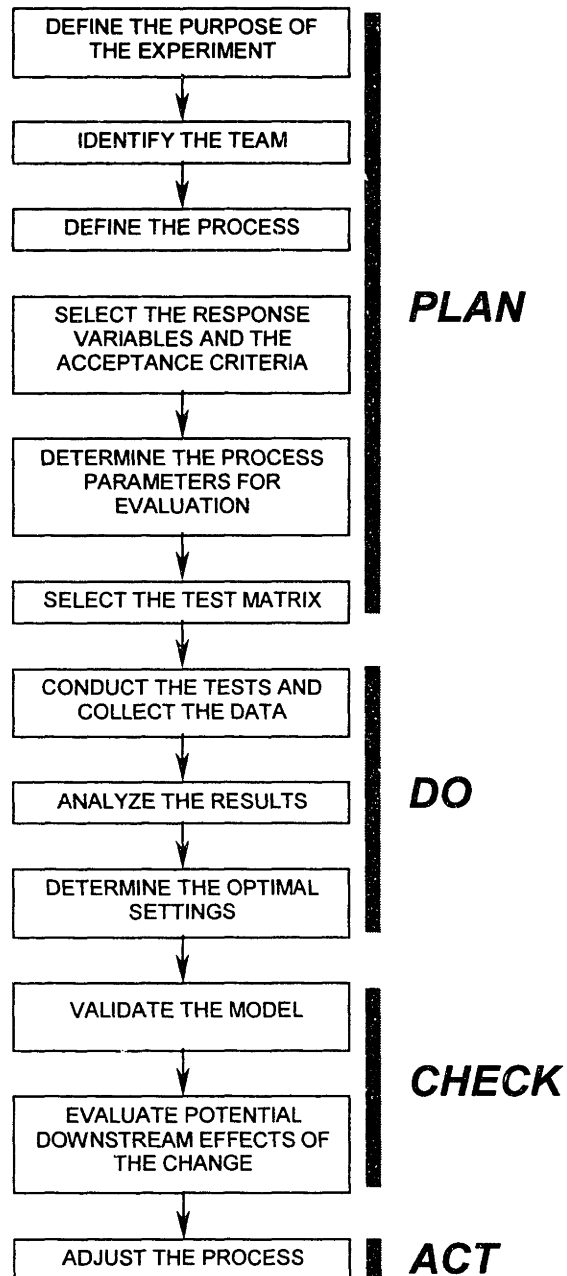 DEFINE THE PURPOSE OF
THE EXPERIMENT
IDENTIFY THE TEAM
DEFINE THE PROCESS
PLAN
SELECT THE RESPONSE
VARIABLES AND THE
ACCEPTANCE CRITERIA
DETERMINE THE PROCESS
PARAMETERS FOR
EVALUATION
SELECT THE TEST MATRIX
CONDUCT THE TESTS AND
COLLECT THE DATA
DO
ANALYZE THE RESULTS
DETERMINE THE OPTIMAL
SETTINGS
VALIDATE THE MODEL
CHECK
EVALUATE POTENTIAL
DOWNSTREAM EFFECTS OF
THE CHANGE
ADJUST THE PROCESS
ACT